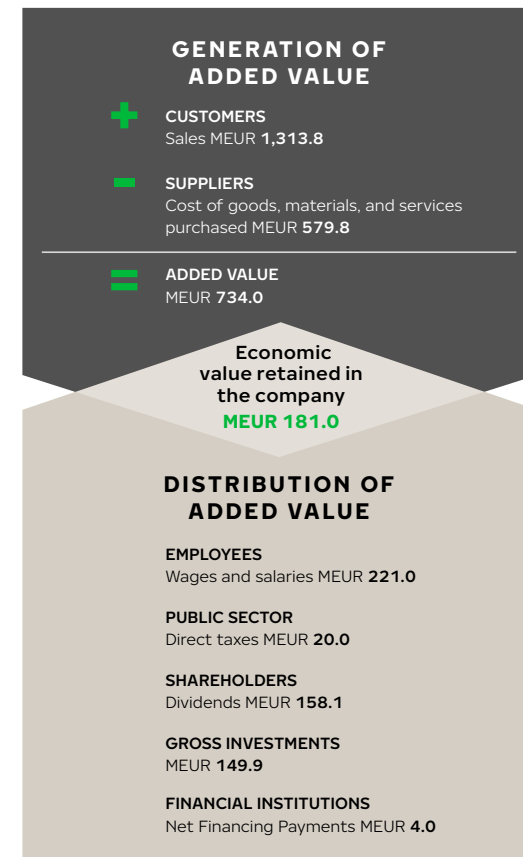 GENERATION OF
ADDED VALUE
+ CUSTOMERS
Sales MEUR 1,313.8
- SUPPLIERS
Cost of goods, materials, and services
purchased MEUR 579.8
= ADDED VALUE
MEUR 734.0
Economic
value retained in
the company
MEUR 181.0
DISTRIBUTION OF
ADDED VALUE
EMPLOYEES
Wages and salaries MEUR 221.0
PUBLIC SECTOR
Direct taxes MEUR 20.0
SHAREHOLDERS
Dividends MEUR 158.1
GROSS INVESTMENTS
MEUR 149.9
FINANCIAL INSTITUTIONS
Net Financing Payments MEUR 4.0